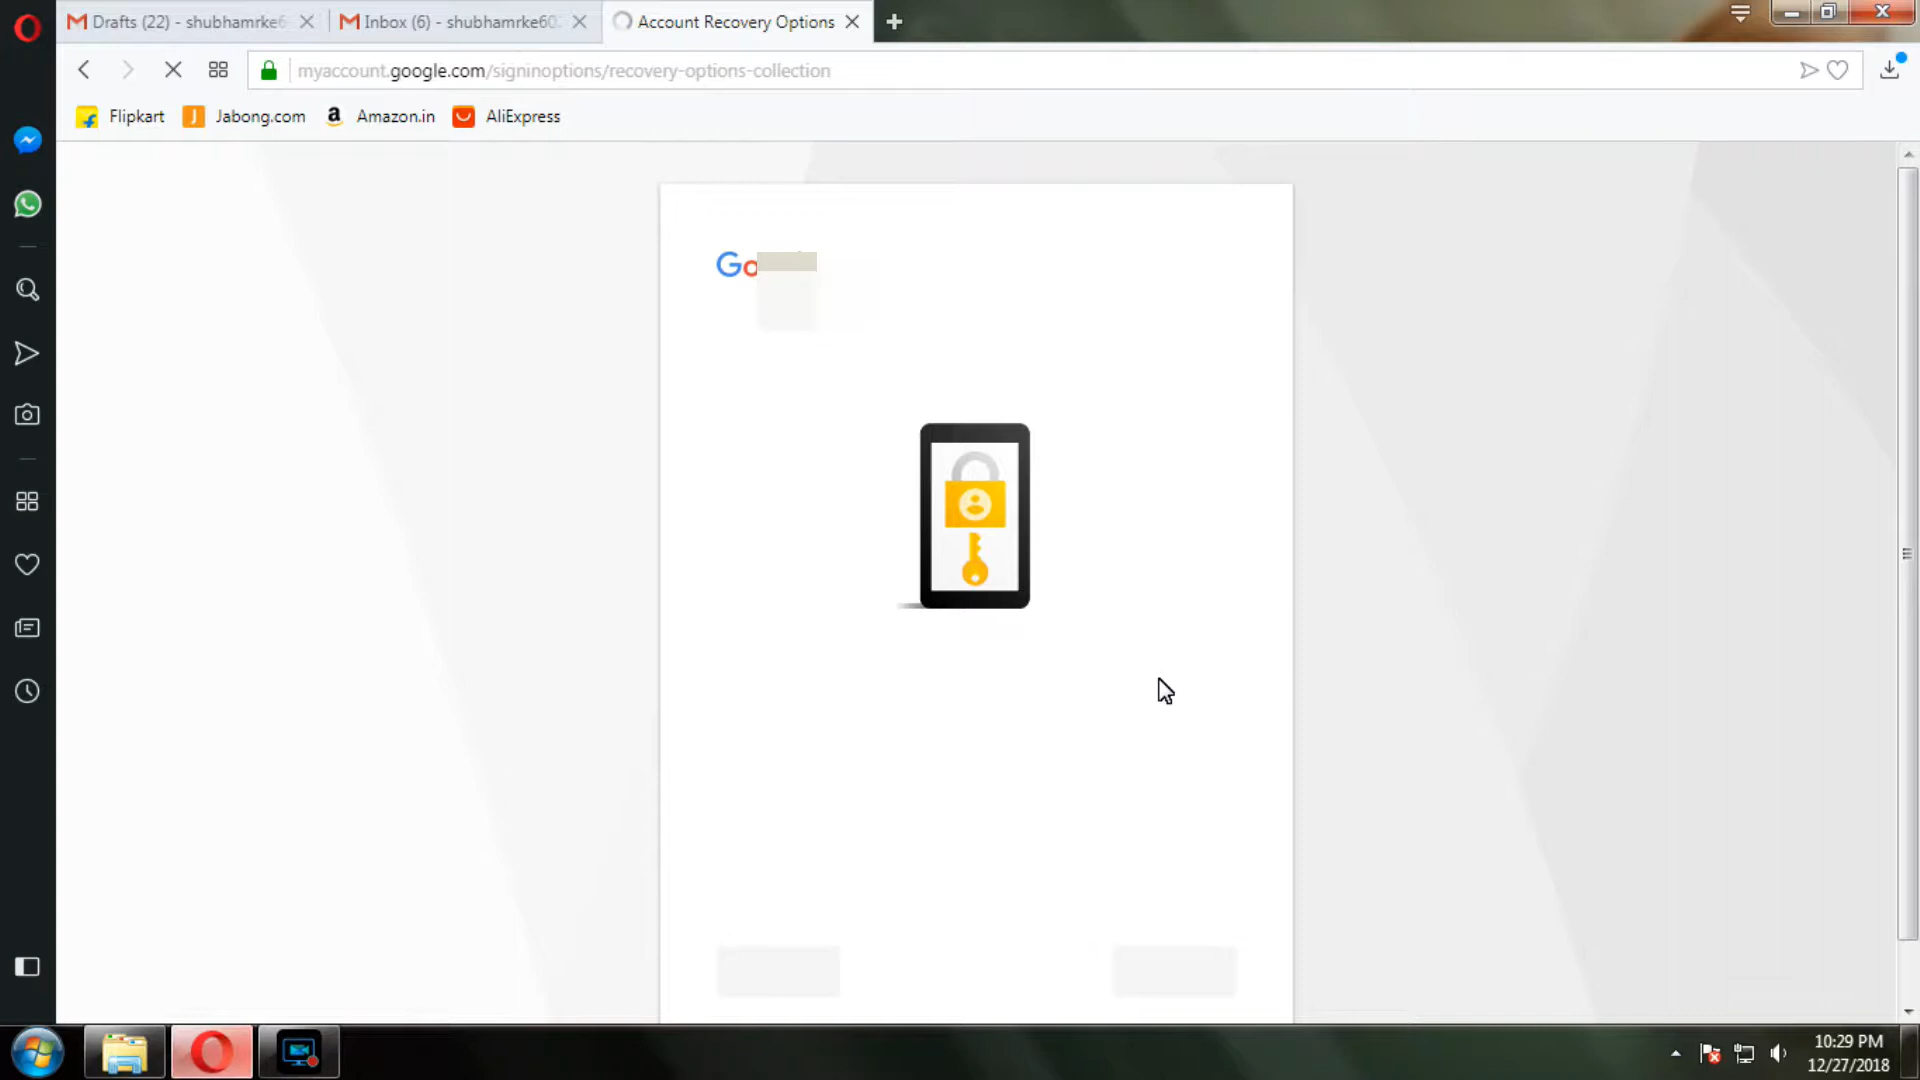 Drafts (22) - shubhamrke6
Inbox (6) - shubhamrke60
Account Recovery Options
myaccount.google.com/signinoptions/recovery-options-collection
Flipkart
Jabong.com
Amazon.in
AliExpress
Go
10:29 PM
12/27/2018